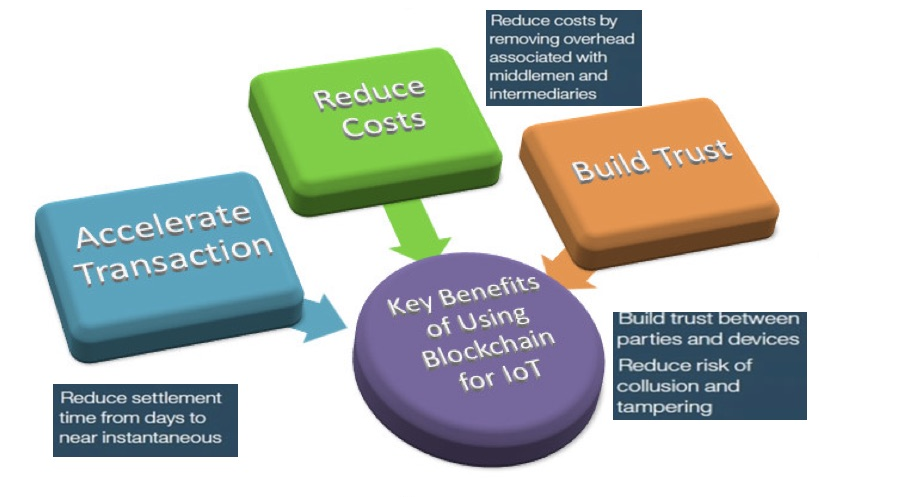 Reduce costs by
removing overhead
associated with
middlemen and
intermediaries
Reduce
Costs
Build Trust
Accelerate
Transaction
Key Benefits
of Using
Blockchain
for IoT
Build trust between
parties and devices
Reduce risk of
collusion and
tampering
Reduce settlement
time from days to
near instantaneous